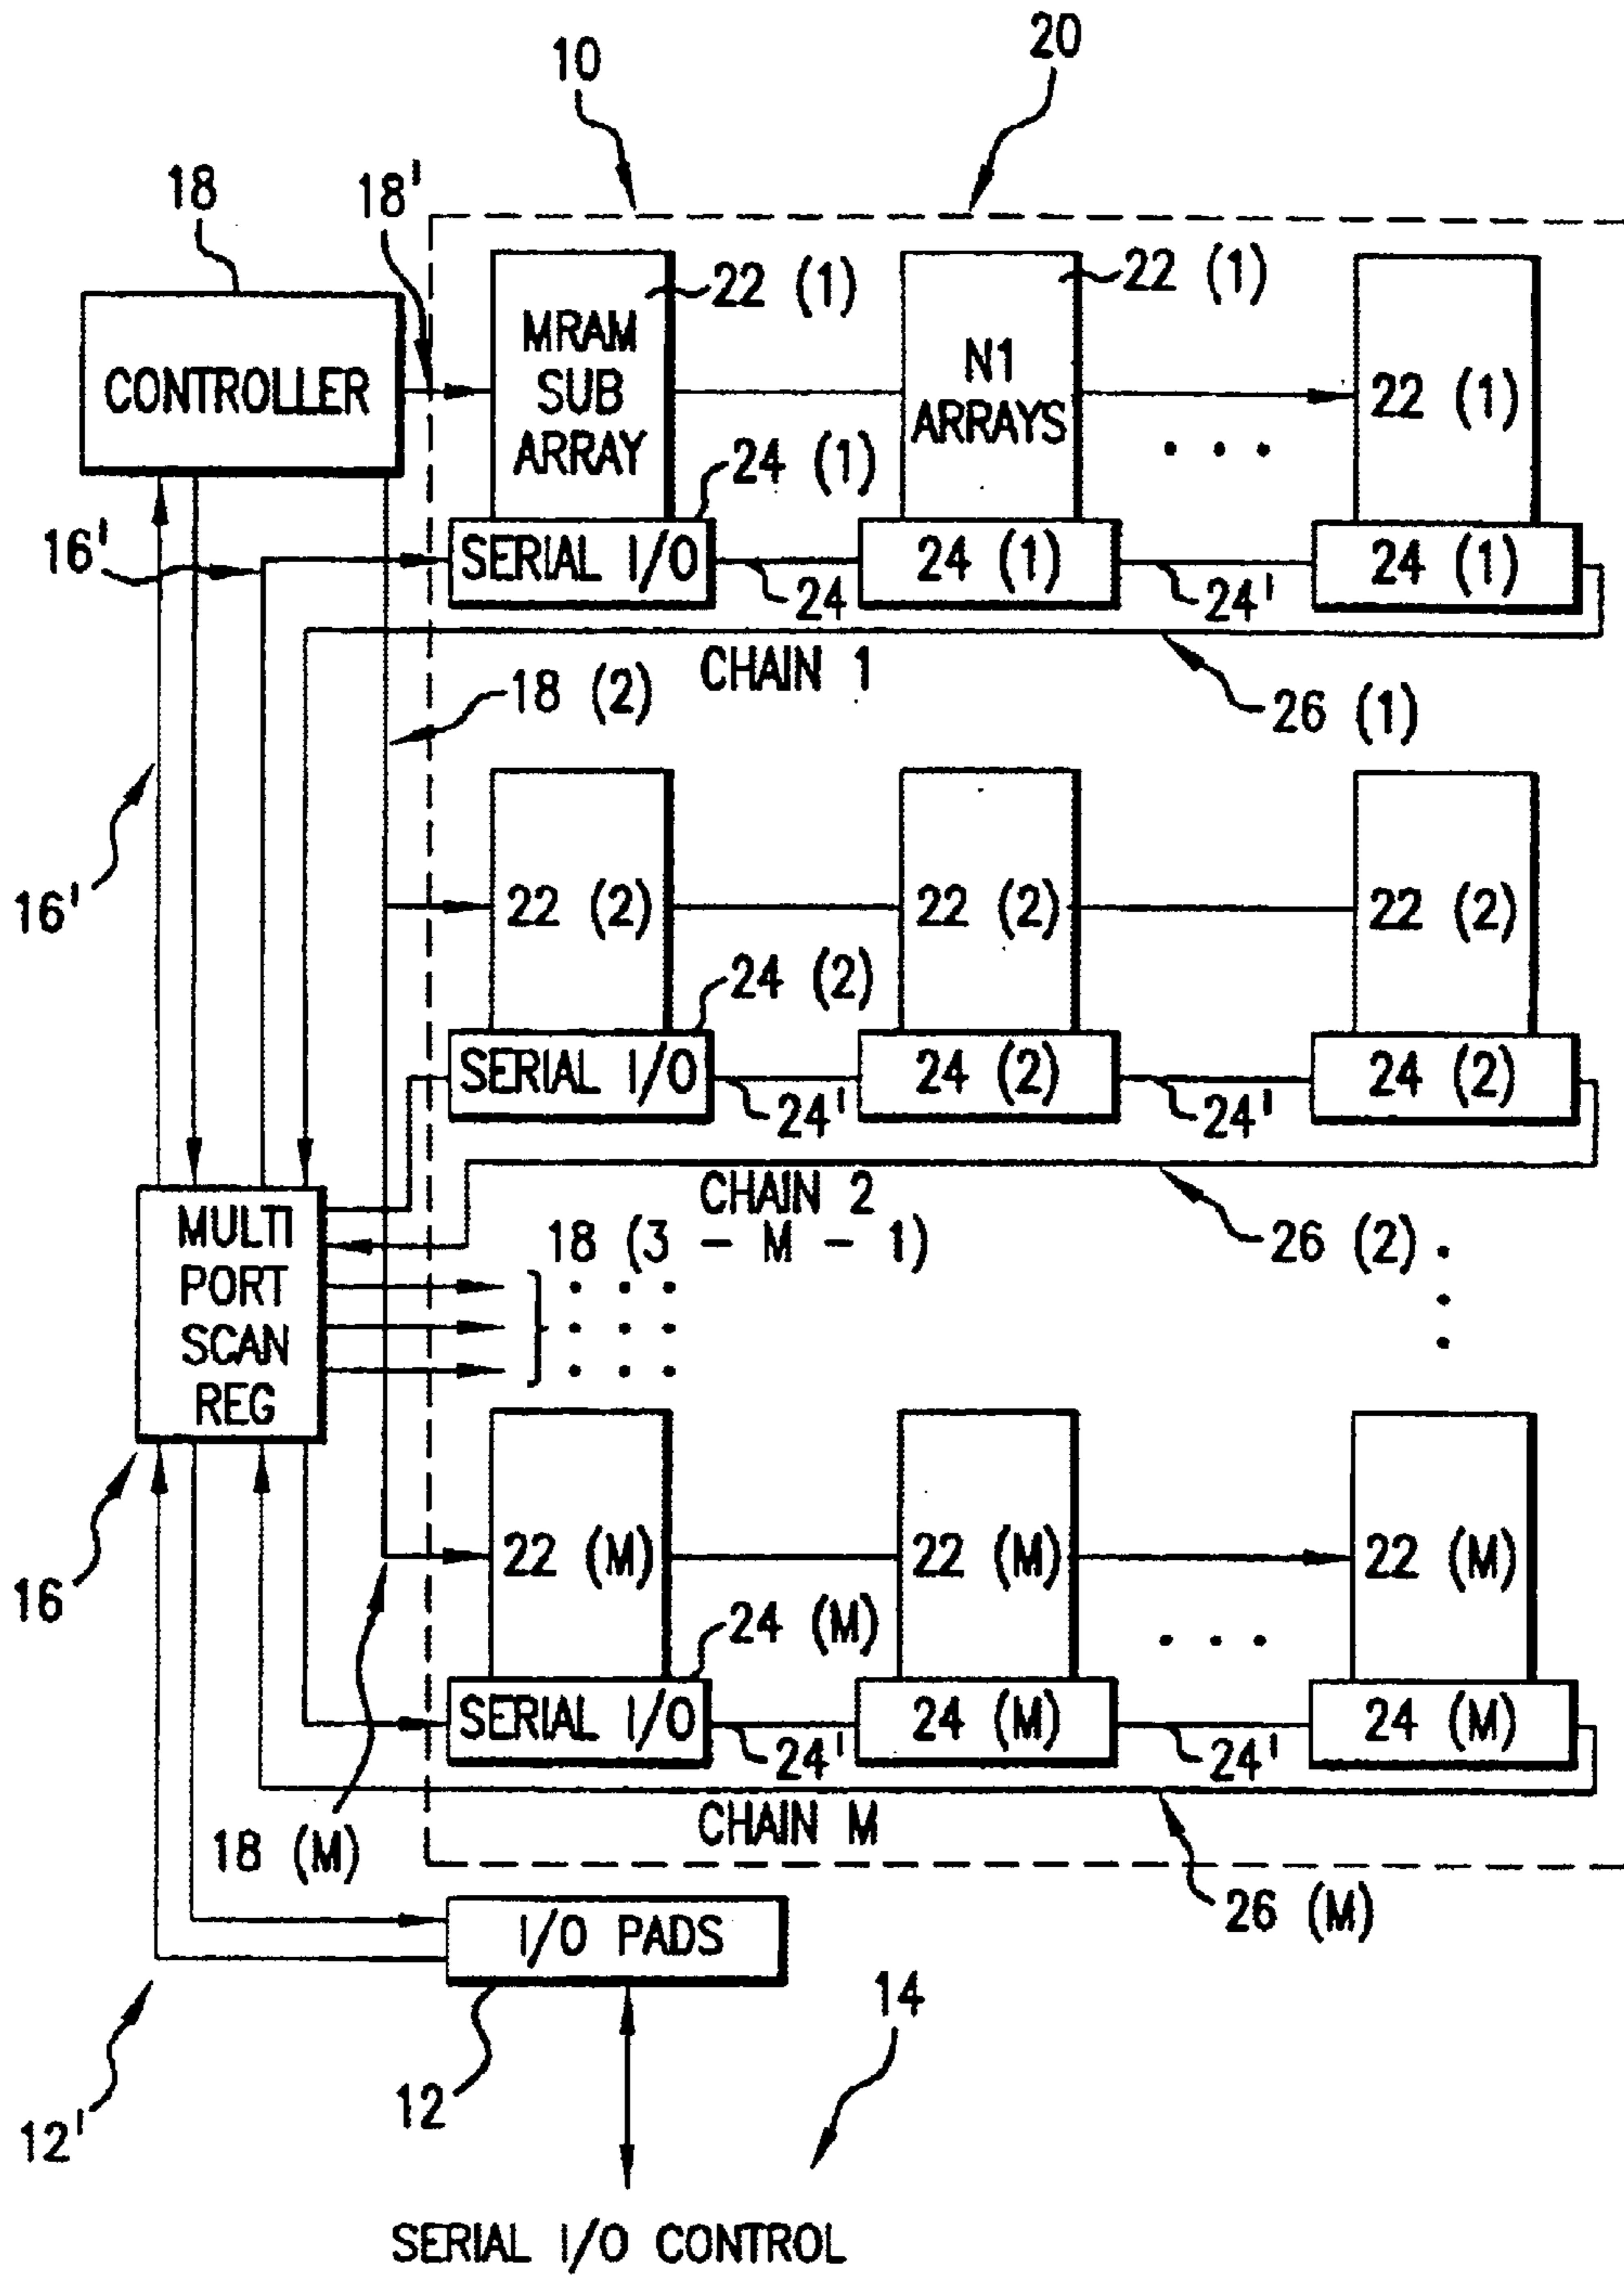 10
20
18
18'
CONTROLLER
MRAM
SUB
ARRAY
22 (1)
N1
ARRAYS
22 (1)
22 (1)
24 (1)
16'
SERIAL I/O
24
24 (1)
24'
24 (1)
CHAIN 1
26 (1)
18 (2)
16'
22 (2)
22 (2)
22 (2)
24 (2)
SERIAL I/O
24'
24 (2)
24'
24 (2)
CHAIN 2
26 (2)
MULTI
PORT
SCAN
REG
18 (3 - M - 1)
16
22 (M)
22 (M)
22 (M)
24 (M)
SERIAL I/O
24'
24 (M)
24'
24 (M)
CHAIN M
18 (M)
26 (M)
I/O PADS
12
14
12'
SERIAL I/O CONTROL